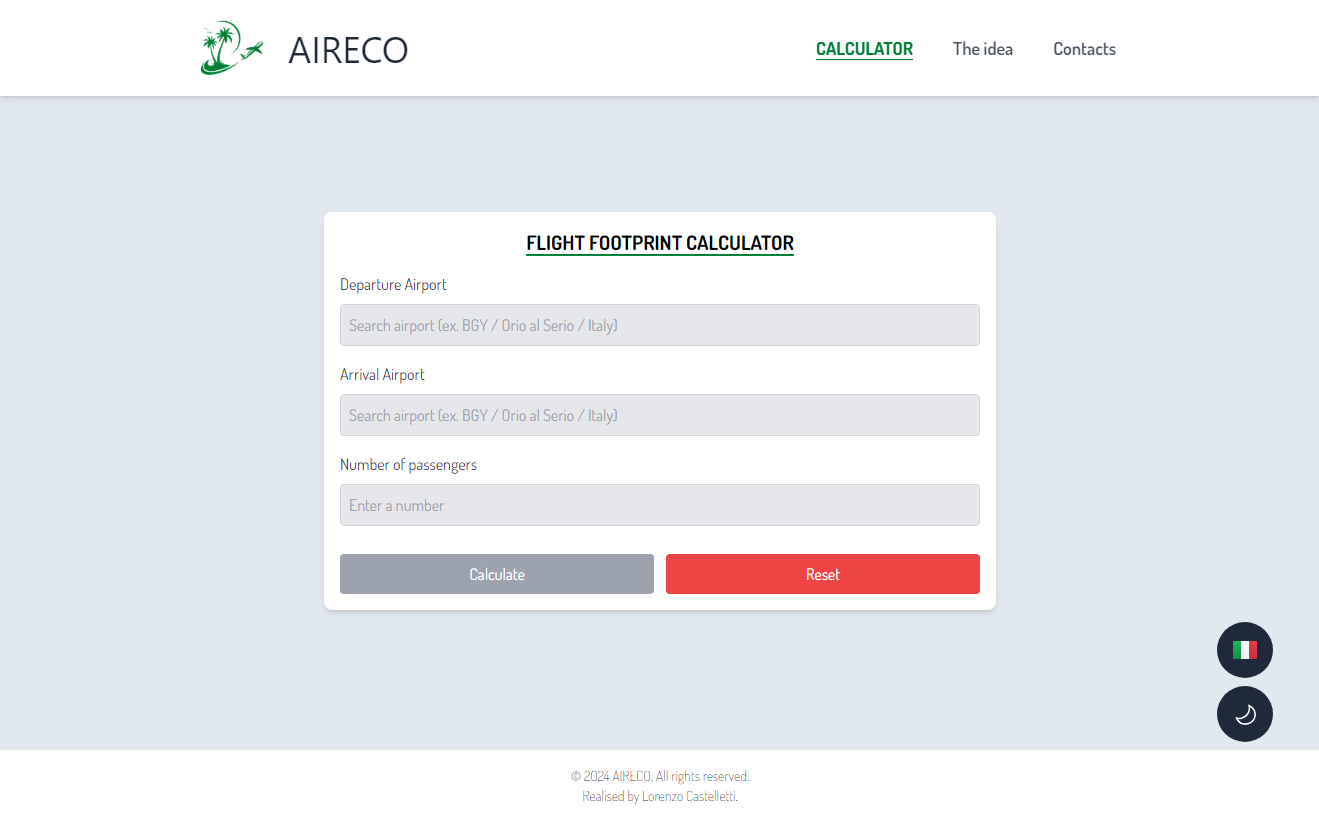 AIRECO
CALCULATOR
The idea
Contacts
FLIGHT FOOTPRINT CALCULATOR
Departure Airport
Search airport (ex. BGY / Orio al Serio / Italy)
Arrival Airport
Search airport (ex. BGY / Orio al Serio / Italy)
Number of passengers
Enter a number
Calculate
Reset
© 2024 AIRECO. All rights reserved.
Realised by Lorenzo Castelletti.